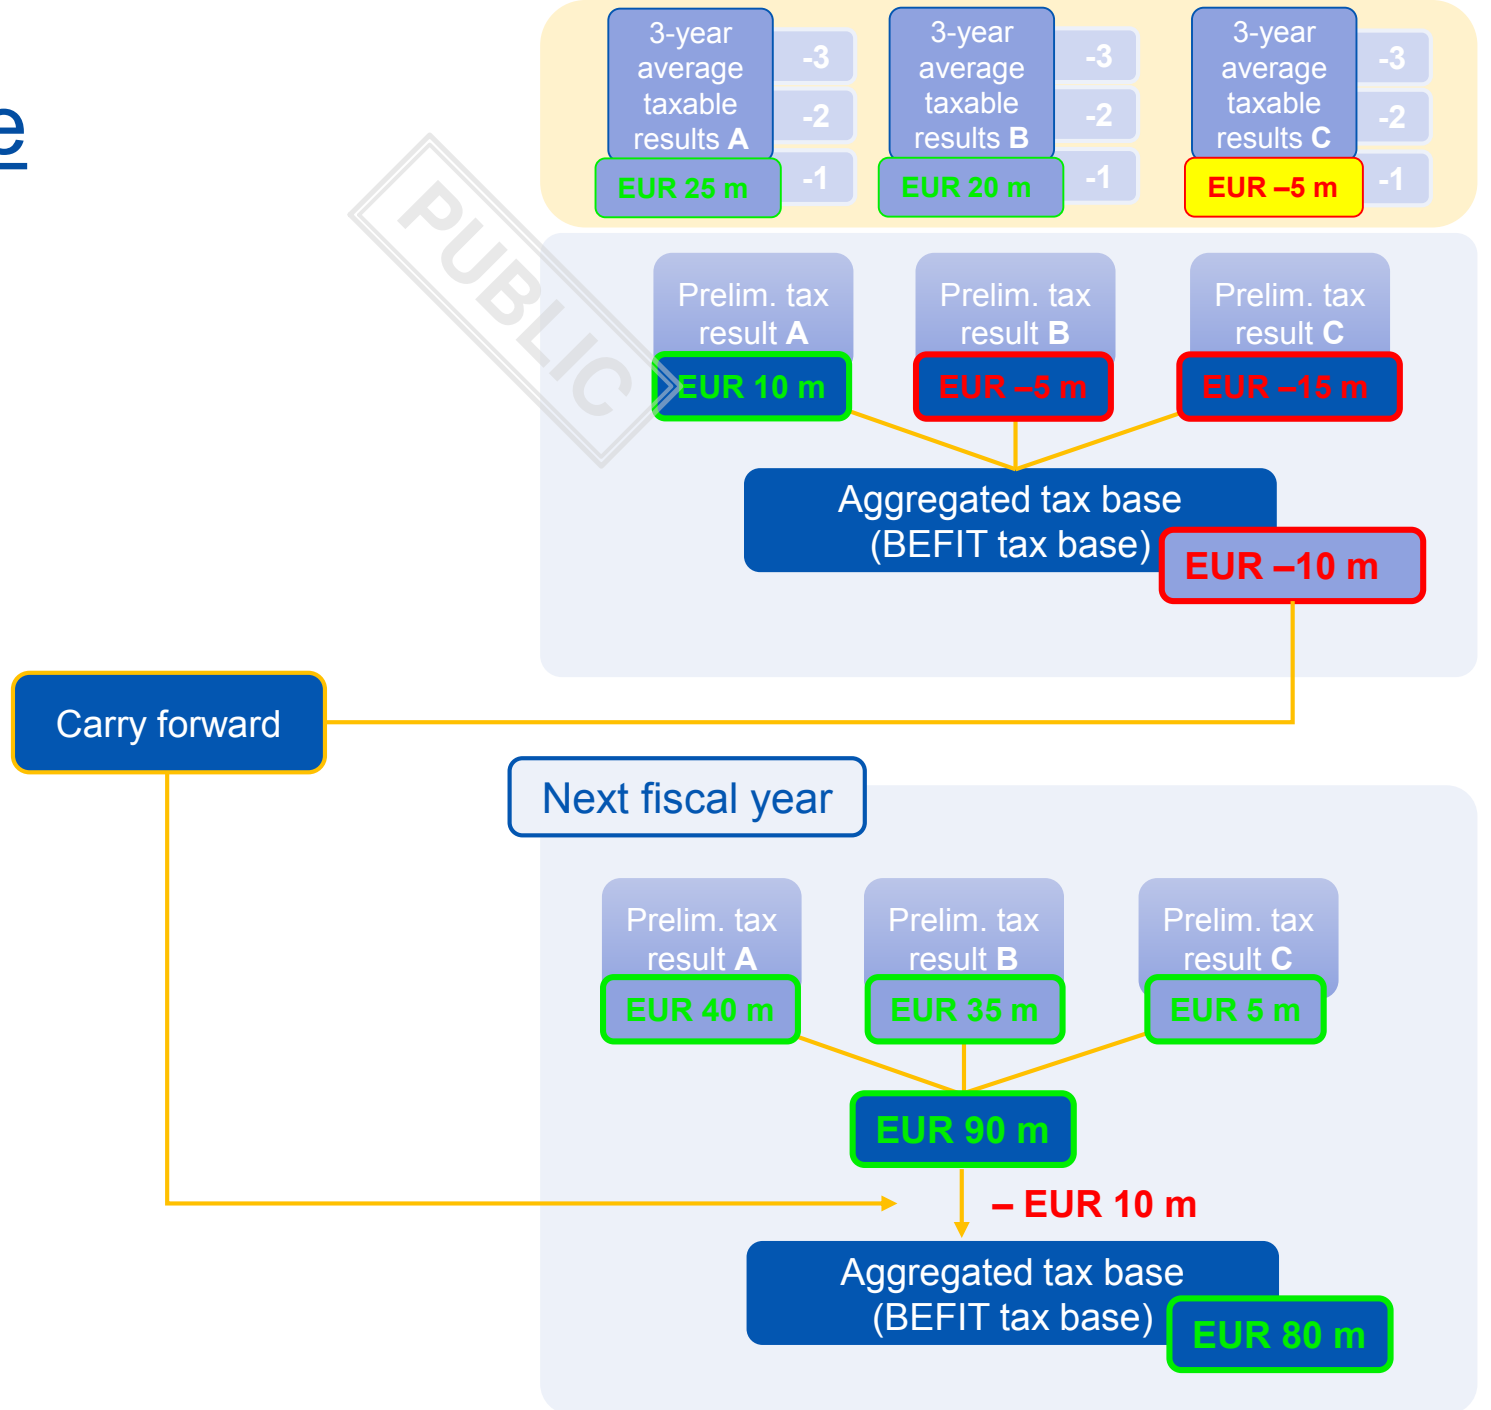 e
3-year
average
taxable
results A
-3
-2
-1
EUR 25 m
3-year
average
taxable
results B
-3
-2
-1
EUR 20 m
3-year
average
taxable
results C
-3
-2
-1
EUR –5 m
PUBLIC
Prelim. tax
result A
EUR 10 m
Prelim. tax
result B
EUR –5 m
Prelim. tax
result C
EUR –15 m
Aggregated tax base
(BEFIT tax base)
EUR –10 m
Carry forward
Next fiscal year
Prelim. tax
result A
EUR 40 m
Prelim. tax
result B
EUR 35 m
Prelim. tax
result C
EUR 5 m
EUR 90 m
– EUR 10 m
Aggregated tax base
(BEFIT tax base)
EUR 80 m